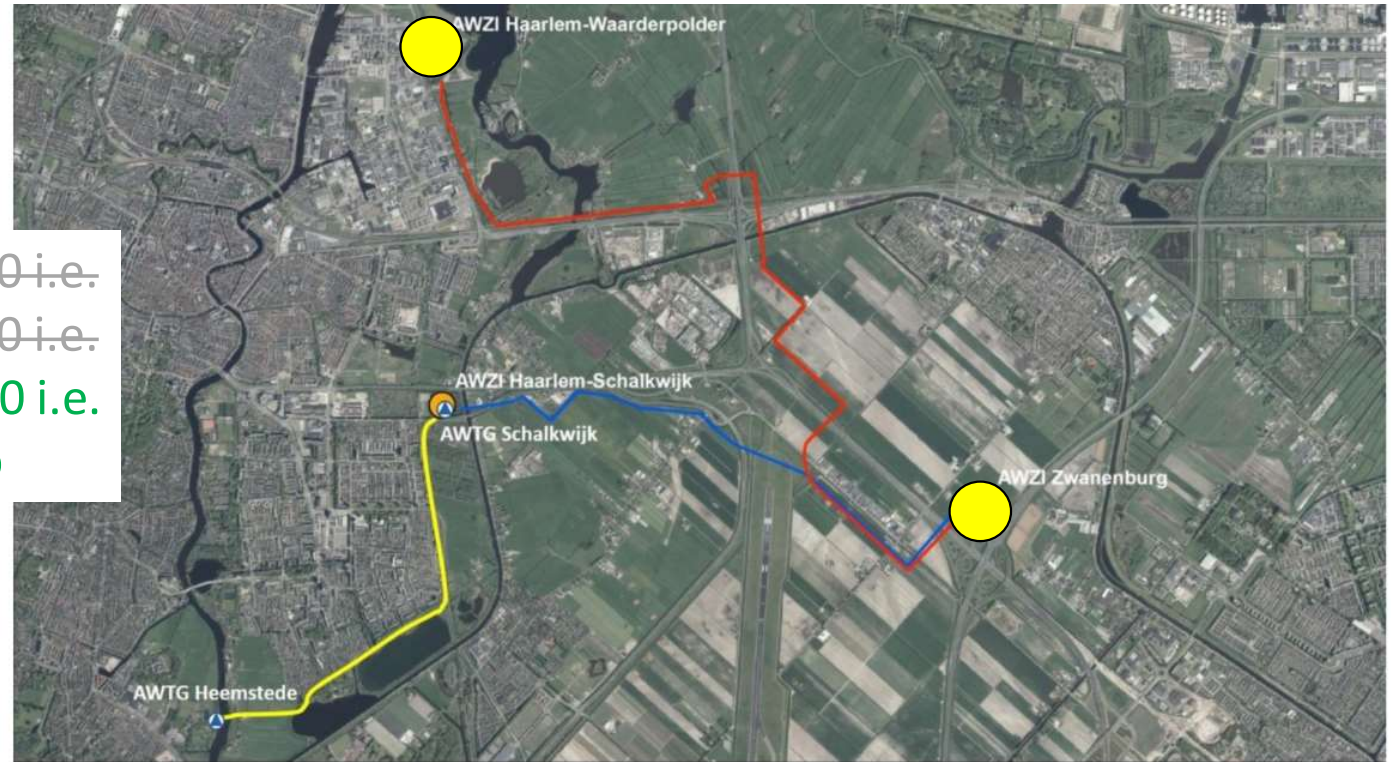 AWZI Haarlem-Waarderpolder
0 i.e.
0 i.e.
0 i.e.
AWZI Haarlem-Schalkwijk
AWTG Schalkwijk
AWZI Zwanenburg
AWTG Heemstede